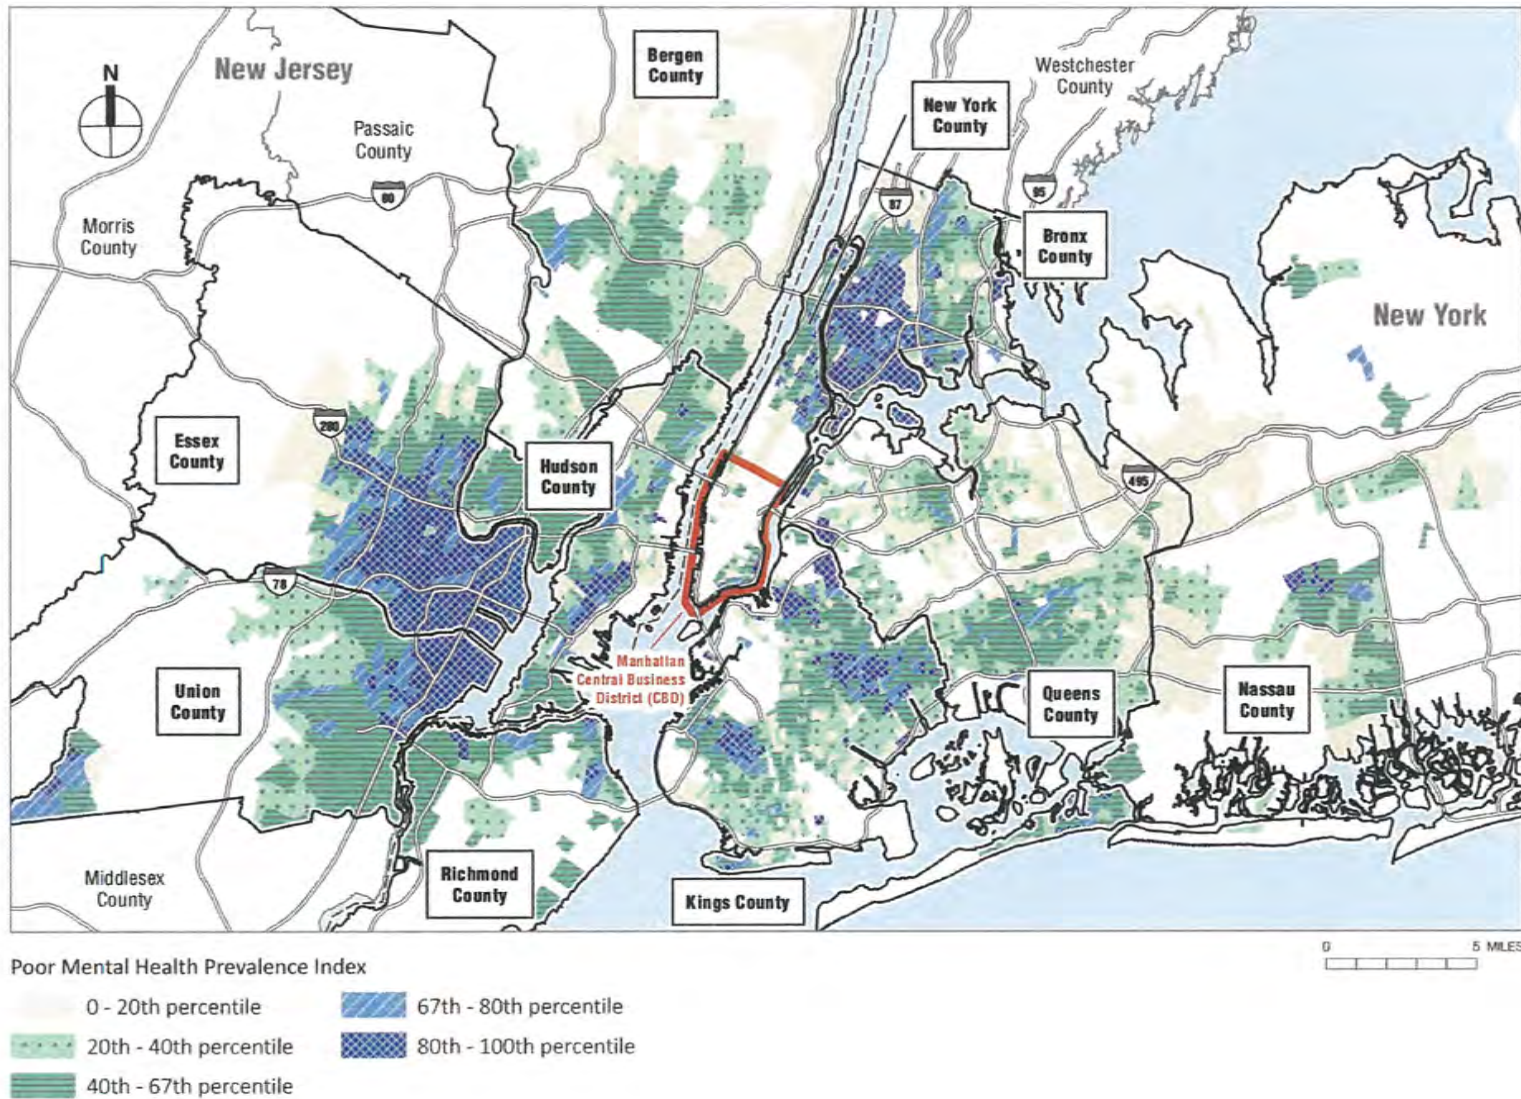 N
New Jersey
Bergen
County
Westchester
County
New York
County
Passaic
County
80
87
95
Morris
County
Bronx
County
New York
Essex
County
280
Hudson
County
495
78
Manhattan
Central Business
District (CBD)
Union
County
Queens
County
Nassau
County
Middlesex
County
Richmond
County
Kings County
0
5 MILES
Poor Mental Health Prevalence Index
0 - 20th percentile
20th - 40th percentile
40th - 67th percentile
67th - 80th percentile
80th - 100th percentile